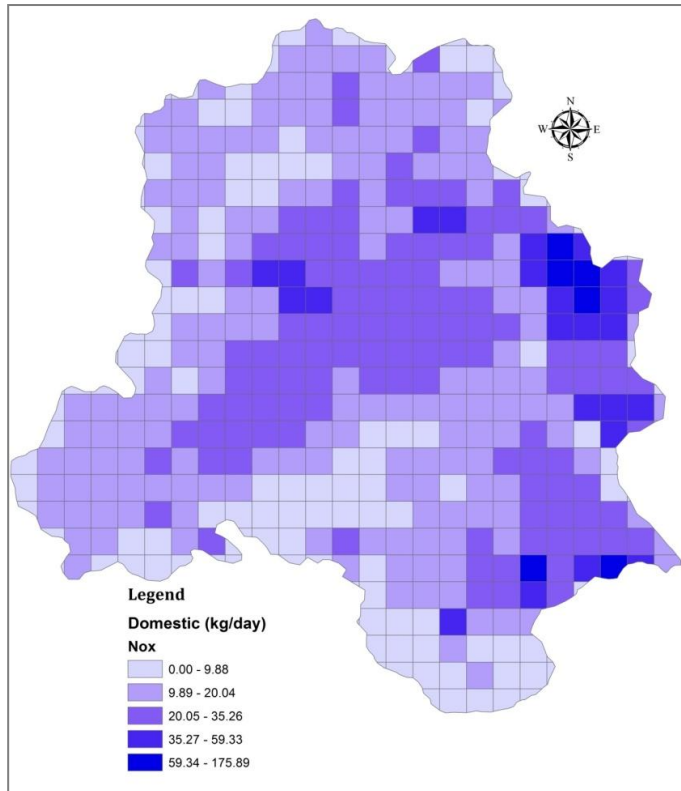 N
W E
S
Legend
Domestic (kg/day)
Nox
0.00 - 9.88
9.89 - 20.04
20.05 - 35.26
35.27 - 59.33
59.34 - 175.89